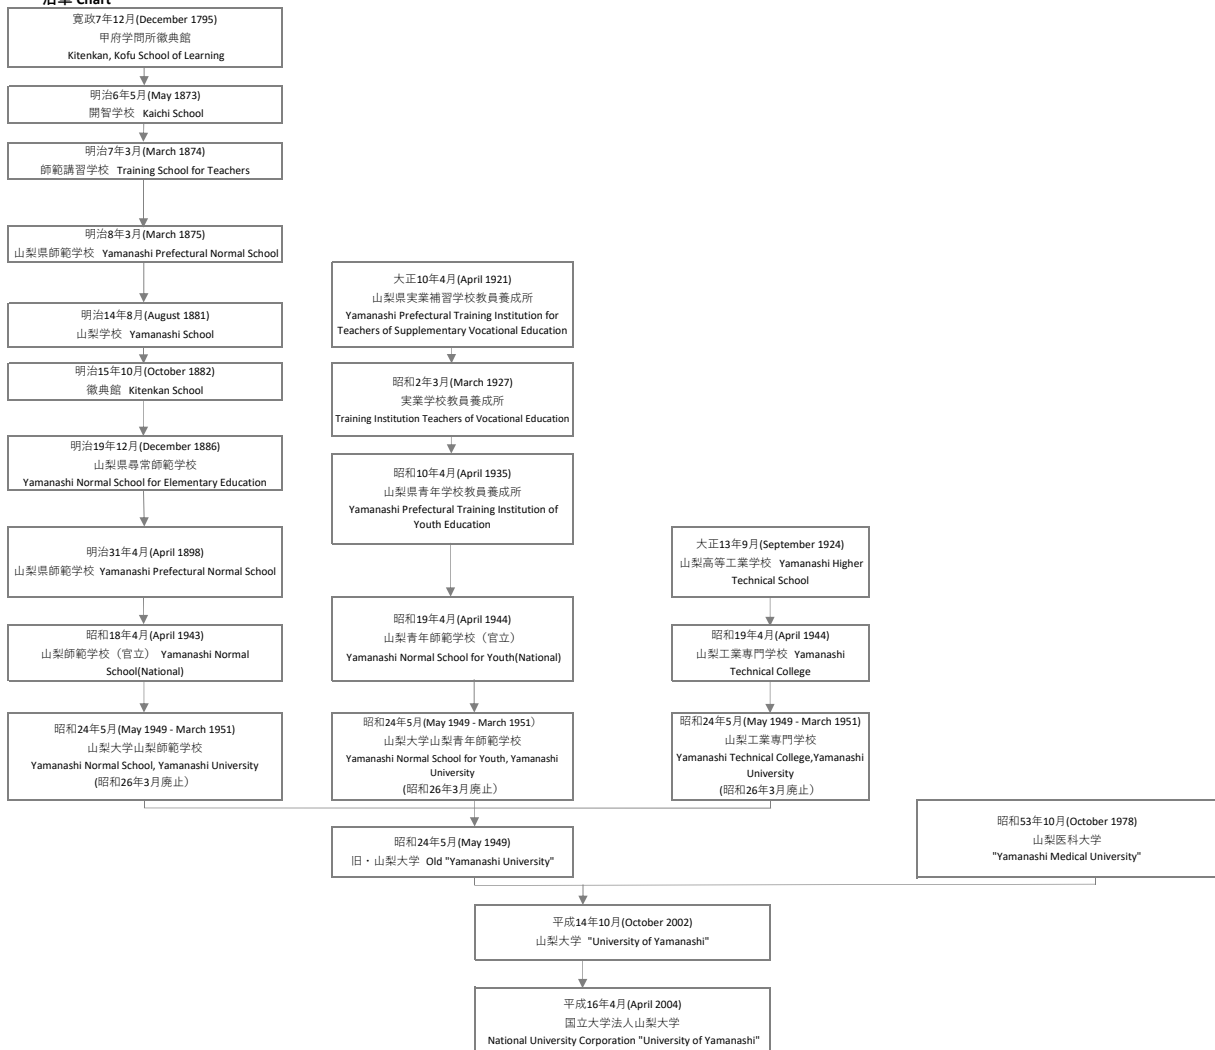 沿革 Chart
寛政7年12月(December 1795)
甲府学問所徽典館
Kitenkan, Kofu School of Learning
明治6年5月(May 1873)
開智学校 Kaichi School
明治7年3月(March 1874)
師範講習学校 Training School for Teachers
明治8年3月(March 1875)
山梨県師範学校 Yamanashi Prefectural Normal School
明治14年8月(August 1881)
山梨学校 Yamanashi School
明治15年10月(October 1882)
徽典館 Kitenkan School
明治19年12月(December 1886)
山梨県尋常師範学校
Yamanashi Normal School for Elementary Education
明治31年4月(April 1898)
山梨県師範学校 Yamanashi Prefectural Normal School
昭和18年4月(April 1943)
山梨師範学校（官立） Yamanashi Normal
School(National)
昭和24年5月(May 1949 - March 1951)
山梨大学山梨師範学校
Yamanashi Normal School, Yamanashi University
(昭和26年3月廃止）
大正10年4月(April 1921)
山梨県実業補習学校教員養成所
Yamanashi Prefectural Training Institution for
Teachers of Supplementary Vocational Education
昭和2年3月(March 1927)
実業学校教員養成所
Training Institution Teachers of Vocational Education
昭和10年4月(April 1935)
山梨県青年学校教員養成所
Yamanashi Prefectural Training Institution of
Youth Education
昭和19年4月(April 1944)
山梨青年師範学校（官立）
Yamanashi Normal School for Youth(National)
昭和24年5月(May 1949 - March 1951）
山梨大学山梨青年師範学校
Yamanashi Normal School for Youth, Yamanashi
University
(昭和26年3月廃止）
大正13年9月(September 1924)
山梨高等工業学校 Yamanashi Higher
Technical School
昭和19年4月(April 1944)
山梨工業専門学校 Yamanashi
Technical College
昭和24年5月(May 1949 - March 1951)
山梨工業専門学校
Yamanashi Technical College,Yamanashi
University
(昭和26年3月廃止）
昭和24年5月(May 1949)
旧・山梨大学 Old "Yamanashi University"
昭和53年10月(October 1978)
山梨医科大学
"Yamanashi Medical University"
平成14年10月(October 2002)
山梨大学 "University of Yamanashi"
平成16年4月(April 2004)
国立大学法人山梨大学
National University Corporation "University of Yamanashi"